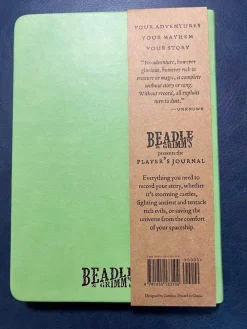 YOUR ADVENTURES
YOUR MAYHEM
YOUR STORY
"No adventure, however
glorious, however rich in
treasure or magic, is complete
without story or song.
Without record, all exploits
turn to dust."
—UNKNOWN
BEADLE
& GRIMM'S
presents the
PLAYER'S JOURNAL
Everything you need to
record your story, whether
it's storming castles,
fighting ancient and tentacle
rich evils, or saving the
universe from the comfort
of your spaceship.
BEADLE
& GRIMM'S